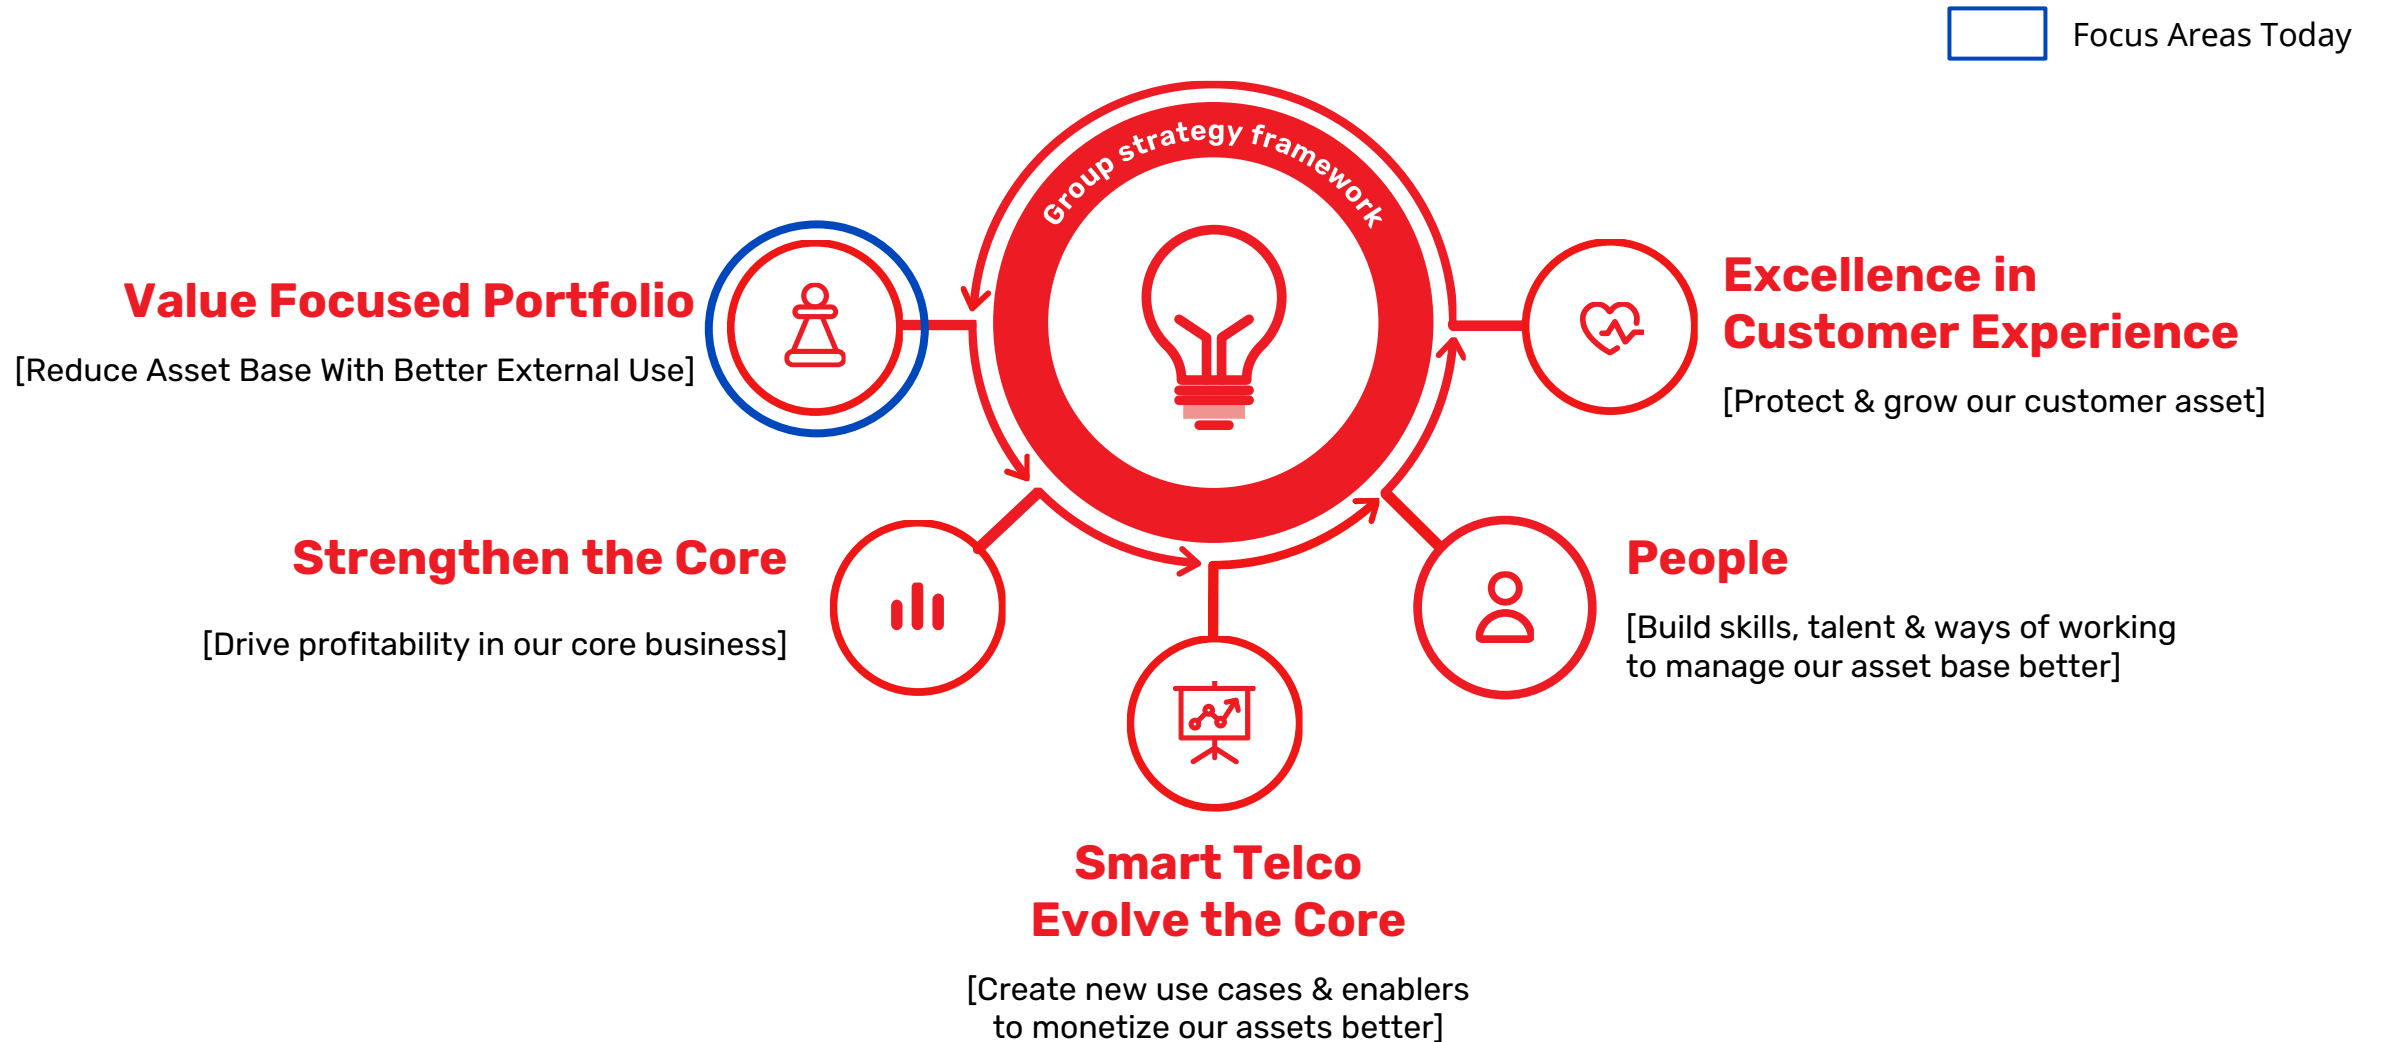 Focus Areas Today
Group strategy framework
Value Focused Portfolio
[Reduce Asset Base With Better External Use]
Excellence in
Customer Experience
[Protect & grow our customer asset]
Strengthen the Core
[Drive profitability in our core business]
People
[Build skills, talent & ways of working
to manage our asset base better]
Smart Telco
Evolve the Core
[Create new use cases & enablers
to monetize our assets better]